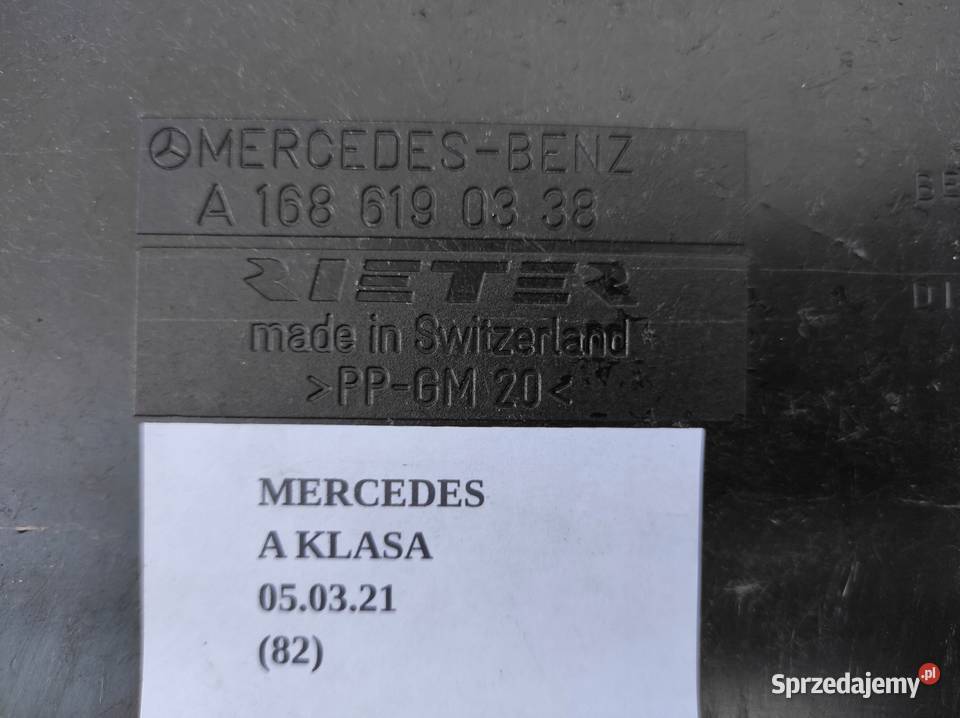 MERCEDES-BENZ
A 168 619 03 38
RIETER
made in Switzerland
>PP-GM 20<
MERCEDES
A KLASA
05.03.21
(82)
Sprzedajemy.pl